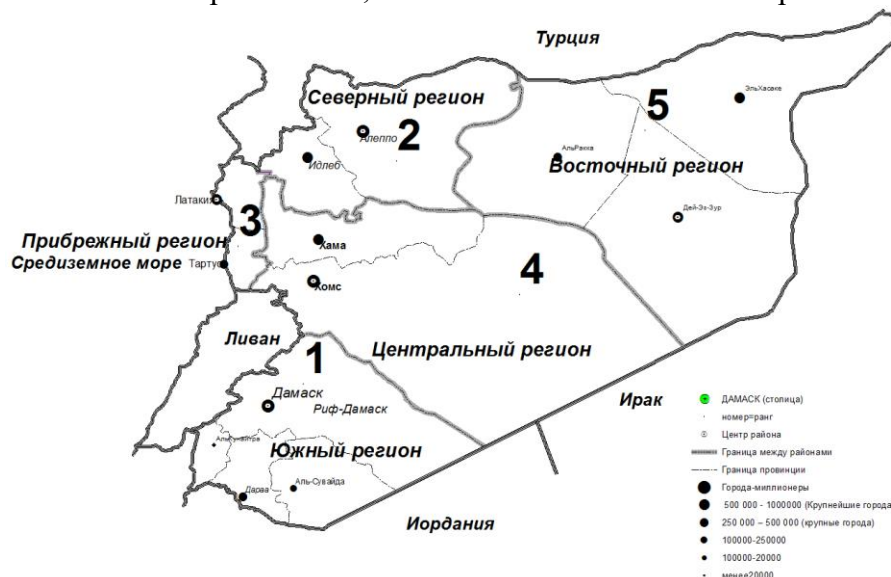 Турция
Северный регион
5
ЭльХасеке
2
Алеппо
Идлеб
АльРакка
Восточный регион
Латакия
3
Дей-Эз-Зур
Прибрежный регион
Хама
Средиземное море
Тартус
4
Хомс
Ливан
1
Центральный регион
Дамаск
Риф-Дамаск
Ирак
Южный регион
Аль-Сувайда
Дараа
Иордания
ДАМАСК (столица)
номер=ранг
Центр района
Граница между районами
Граница провинции
Города-миллионеры
500 000 - 1000000 (Крупнейшие города
250 000 – 500 000 (крупные города)
100000-250000
100000-20000
менее20000